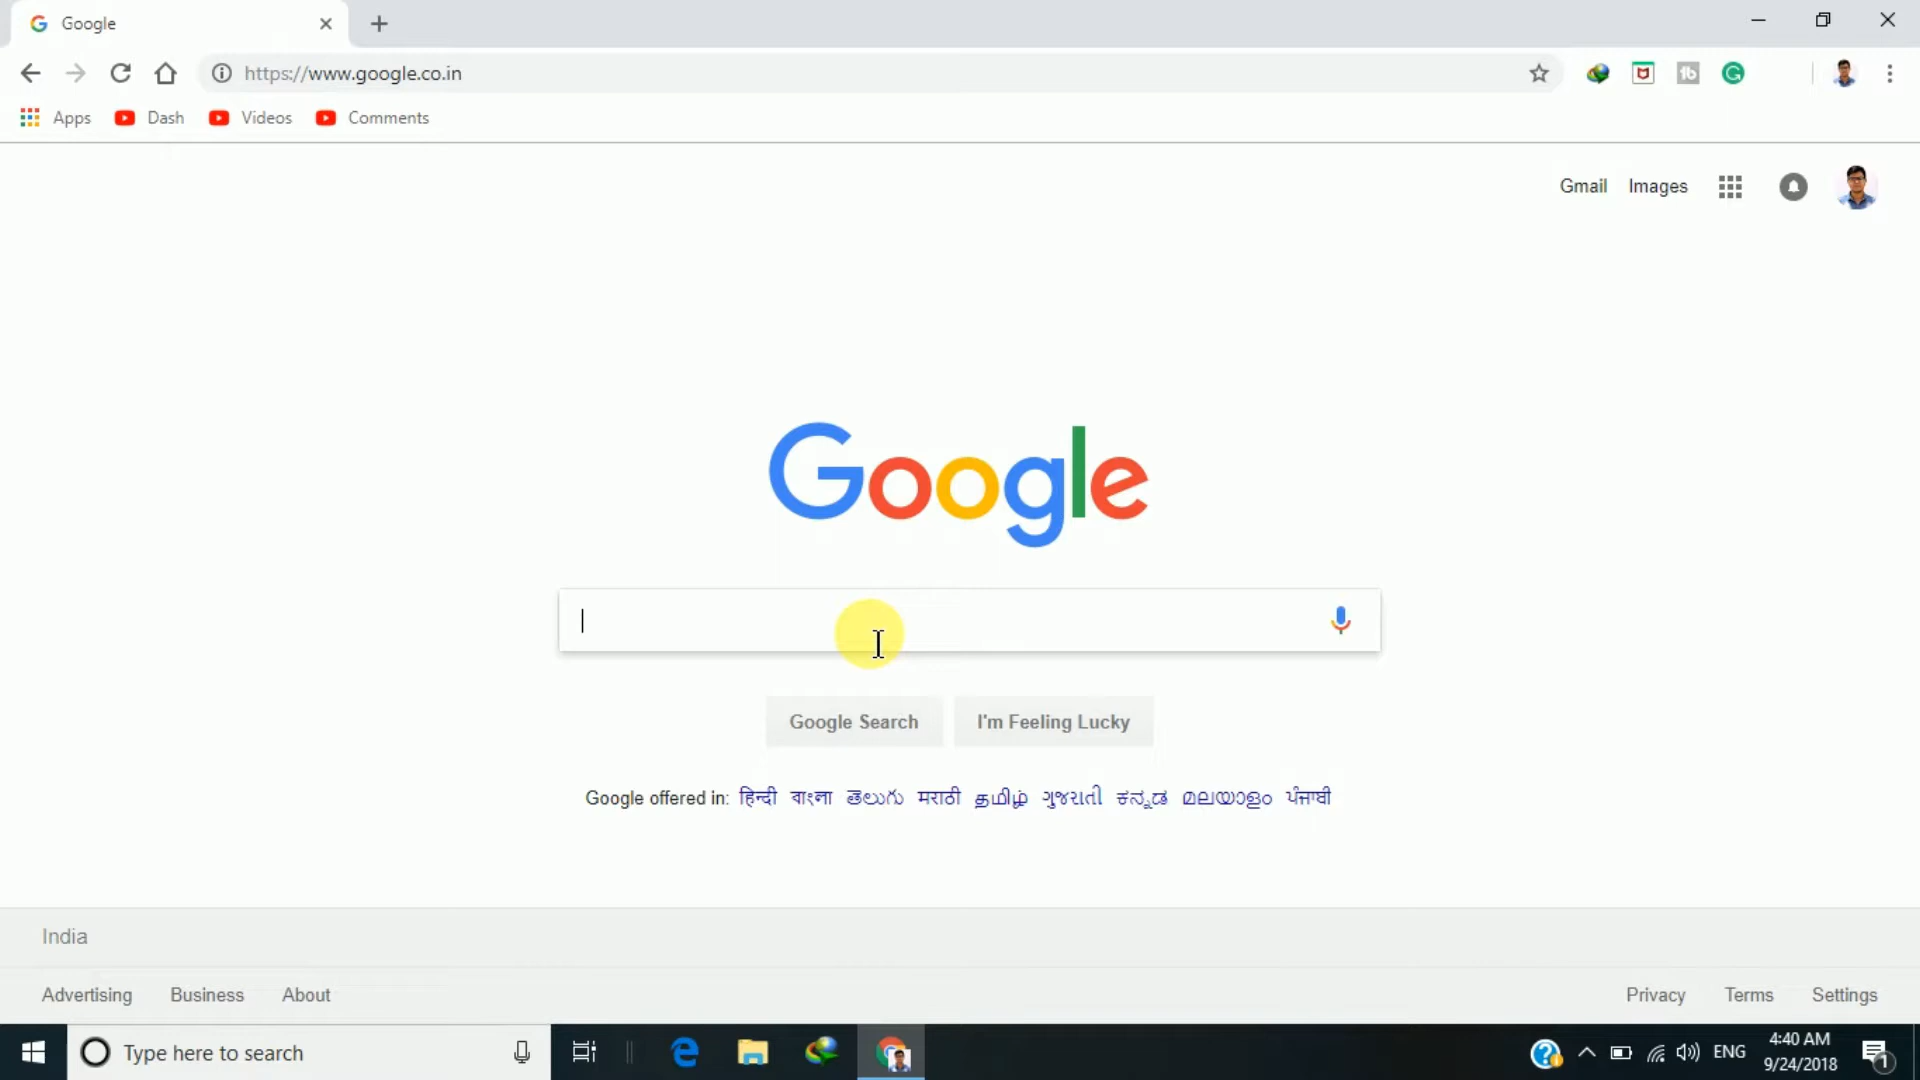 Google
https://www.google.co.in
Apps Dash Videos Comments
Gmail Images
Google
Google Search I'm Feeling Lucky
Google offered in: हिन्दी বাংলা తెలుగు मराठी தமிழ் ગુજરાતી ಕನ್ನಡ മലയാളം ਪੰਜਾਬੀ
India
Advertising Business About Privacy Terms Settings
Type here to search ENG 4:40 AM
9/24/2018 1